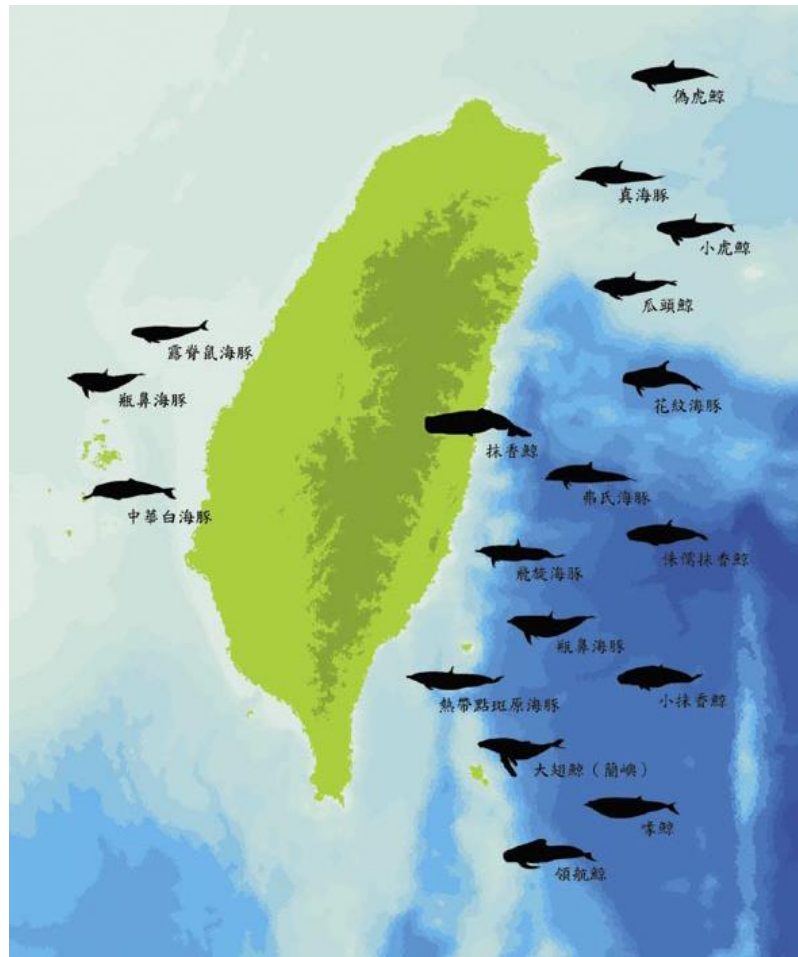 偽虎鯨
真海豚
小虎鯨
瓜頭鯨
露脊鼠海豚
瓶鼻海豚
花紋海豚
抹香鯨
弗氏海豚
中華白海豚
侏儒抹香鯨
飛旋海豚
瓶鼻海豚
小抹香鯨
熱帶點斑原海豚
大翅鯨（蘭嶼）
喙鯨
領航鯨